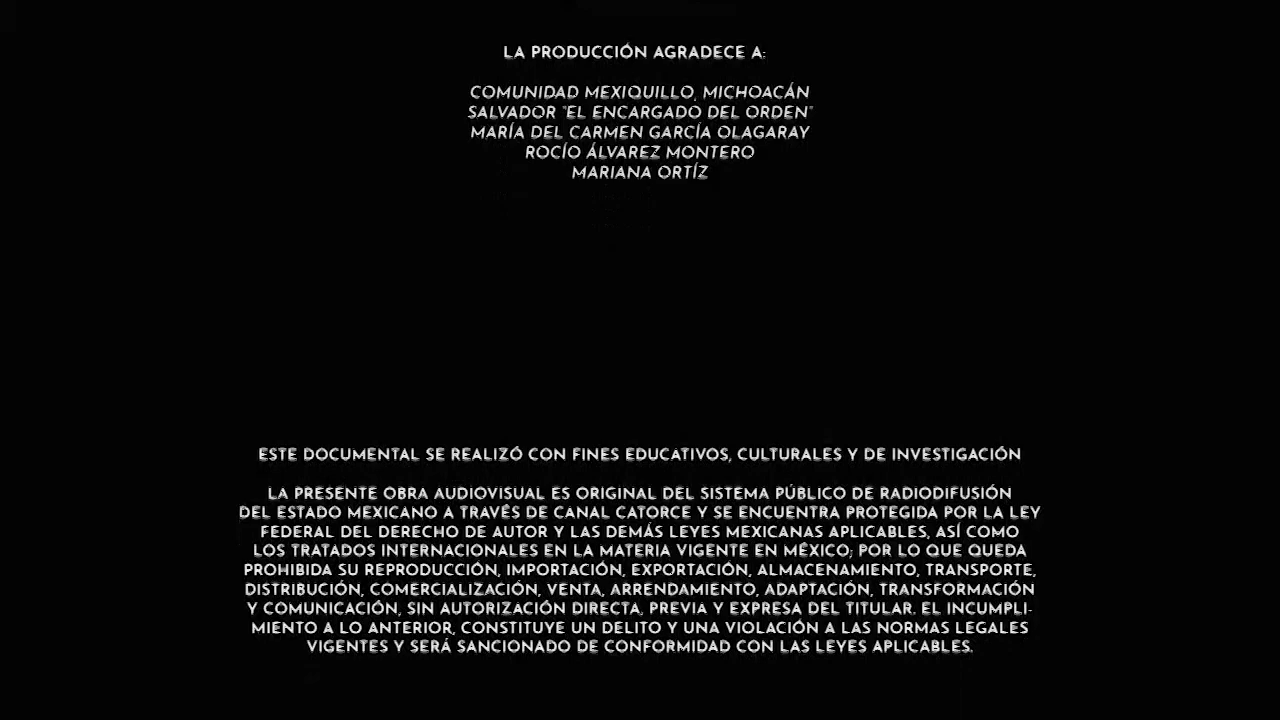 LA PRODUCCIÓN AGRADECE A:
COMUNIDAD MEXIQUILLO, MICHOACÁN
SALVADOR "EL ENCARGADO DEL ORDEN"
MARÍA DEL CARMEN GARCÍA OLAGARAY
ROCÍO ÁLVAREZ MONTERO
MARIANA ORTÍZ
ESTE DOCUMENTAL SE REALIZÓ CON FINES EDUCATIVOS, CULTURALES Y DE INVESTIGACIÓN
LA PRESENTE OBRA AUDIOVISUAL ES ORIGINAL DEL SISTEMA PÚBLICO DE RADIODIFUSIÓN
DEL ESTADO MEXICANO A TRAVÉS DE CANAL CATORCE Y SE ENCUENTRA PROTEGIDA POR LA LEY
FEDERAL DEL DERECHO DE AUTOR Y LAS DEMÁS LEYES MEXICANAS APLICABLES, ASÍ COMO
LOS TRATADOS INTERNACIONALES EN LA MATERIA VIGENTE EN MÉXICO; POR LO QUE QUEDA
PROHIBIDA SU REPRODUCCIÓN, IMPORTACIÓN, EXPORTACIÓN, ALMACENAMIENTO, TRANSPORTE,
DISTRIBUCIÓN, COMERCIALIZACIÓN, VENTA, ARRENDAMIENTO, ADAPTACIÓN, TRANSFORMACIÓN
Y COMUNICACIÓN, SIN AUTORIZACIÓN DIRECTA, PREVIA Y EXPRESA DEL TITULAR. EL INCUMPLI-
MIENTO A LO ANTERIOR, CONSTITUYE UN DELITO Y UNA VIOLACIÓN A LAS NORMAS LEGALES
VIGENTES Y SERÁ SANCIONADO DE CONFORMIDAD CON LAS LEYES APLICABLES.